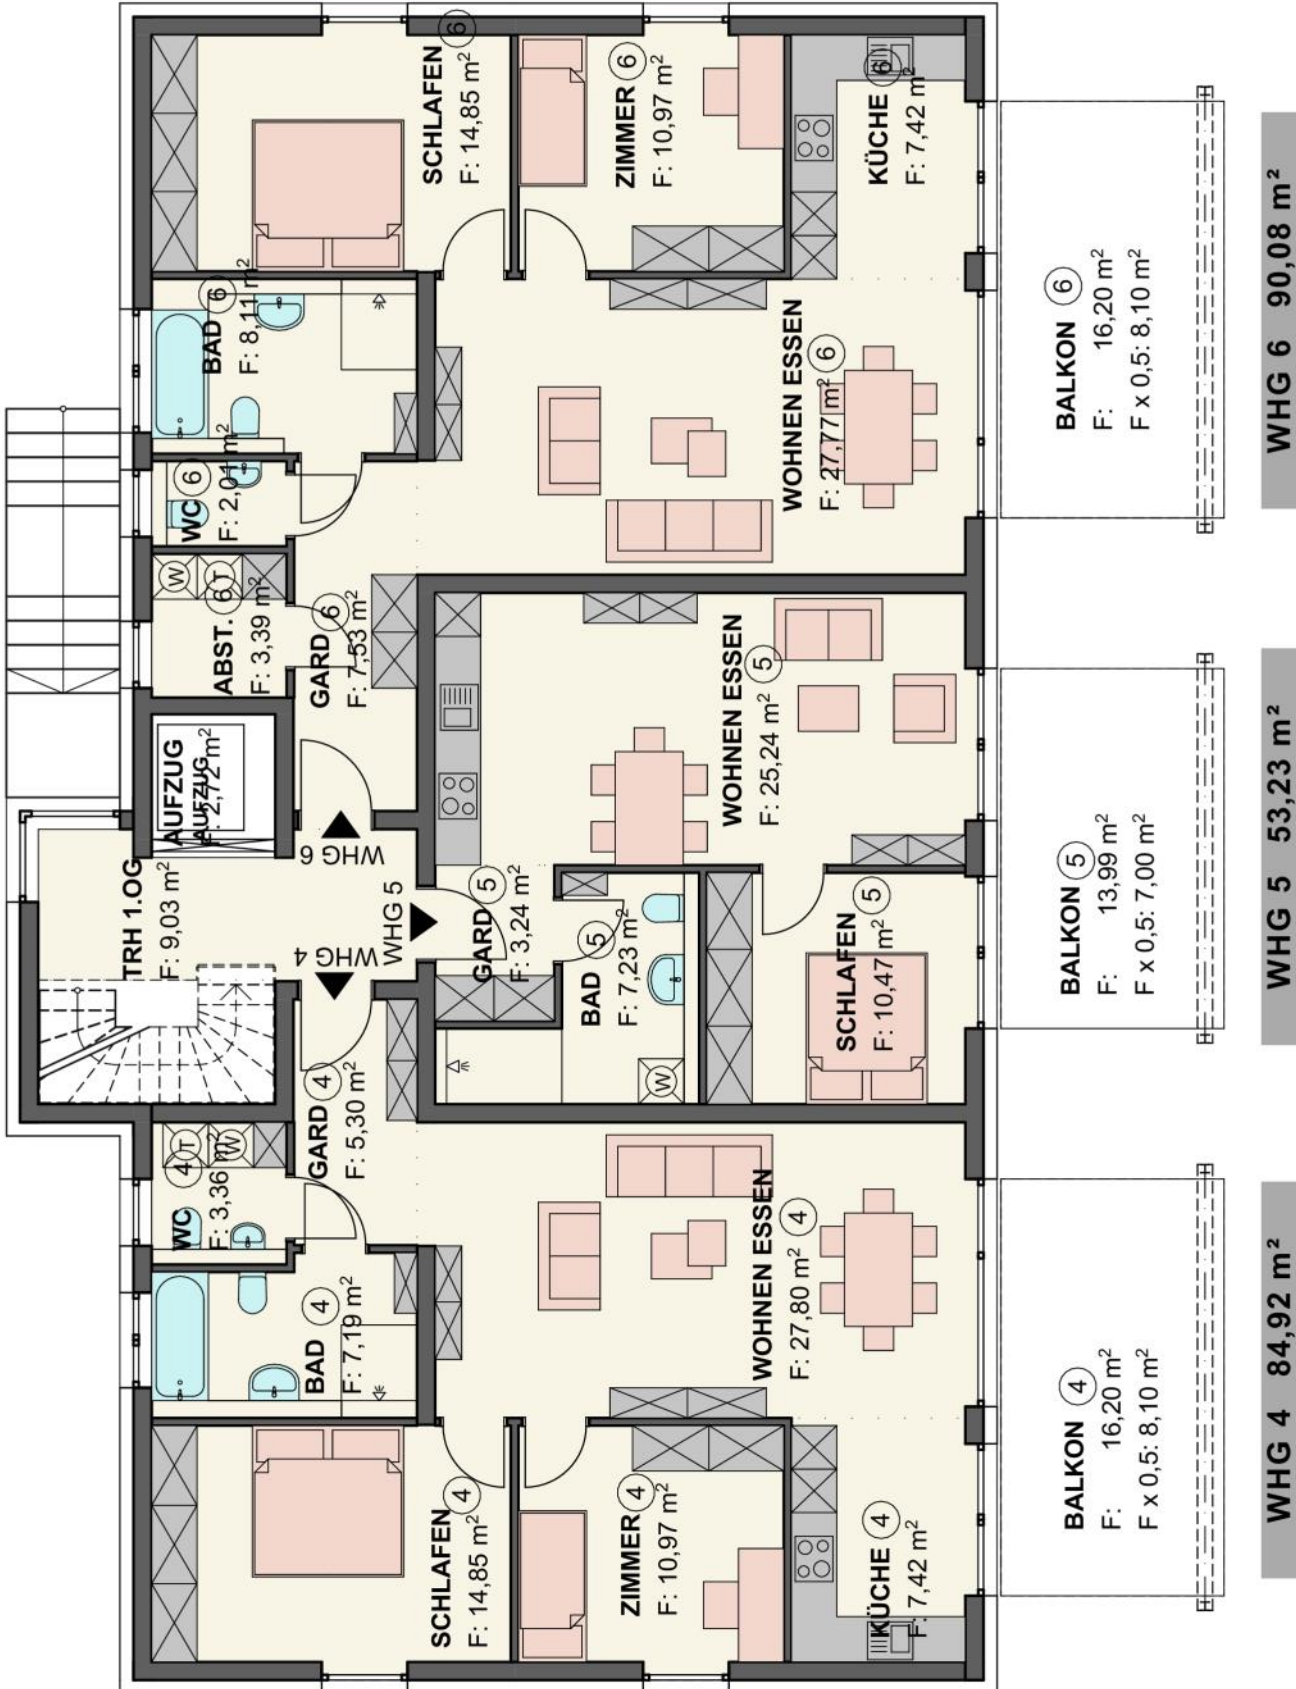 SCHLAFEN 6
F: 14,85 m²
ZIMMER 6
F: 10,97 m²
KÜCHE 6
F: 7,42 m²
BAD 6
F: 8,11 m²
WC 6
F: 2,01 m²
WOHNEN ESSEN 6
F: 27,77 m²
BALKON 6
F: 16,20 m²
F x 0,5: 8,10 m²
WHG 6 90,08 m²
W
T
ABST. 6
F: 3,39 m²
GARD 6
F: 7,53 m²
AUFZUG
AUFZUG
F: 2,72 m²
TRH 1.OG
F: 9,03 m²
WHG 6
WHG 5
WHG 4
WOHNEN ESSEN 5
F: 25,24 m²
GARD 5
F: 3,24 m²
BAD 5
F: 7,23 m²
W
SCHLAFEN 5
F: 10,47 m²
BALKON 5
F: 13,99 m²
F x 0,5: 7,00 m²
WHG 5 53,23 m²
GARD 4
F: 5,30 m²
T
W
WC 4
F: 3,36 m²
BAD 4
F: 7,19 m²
WOHNEN ESSEN 4
F: 27,80 m²
SCHLAFEN 4
F: 14,85 m²
ZIMMER 4
F: 10,97 m²
KÜCHE 4
F: 7,42 m²
BALKON 4
F: 16,20 m²
F x 0,5: 8,10 m²
WHG 4 84,92 m²